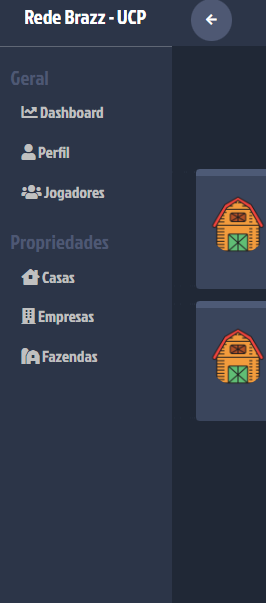 Rede Brazz - UCP
Geral
Dashboard
Perfil
Jogadores
Propriedades
Casas
Empresas
Fazendas